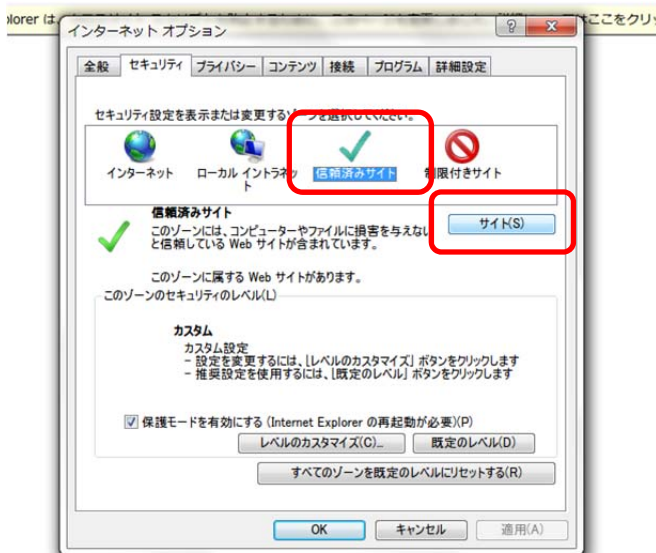 plorer は、
ここをクリッ
インターネット オプション
全般 セキュリティ プライバシー コンテンツ 接続 プログラム 詳細設定
セキュリティ設定を表示または変更するゾーンを選択してください。
インターネット ローカル イントラネッ 信頼済みサイト 制限付きサイト
ト
信頼済みサイト
サイト(S)
このゾーンには、コンピューターやファイルに損害を与えない
と信頼している Web サイトが含まれています。
このゾーンに属する Web サイトがあります。
このゾーンのセキュリティのレベル(L)
カスタム
カスタム設定
- 設定を変更するには、[レベルのカスタマイズ] ボタンをクリックします
- 推奨設定を使用するには、[既定のレベル] ボタンをクリックします
保護モードを有効にする (Internet Explorer の再起動が必要)(P)
レベルのカスタマイズ(C)... 既定のレベル(D)
すべてのゾーンを既定のレベルにリセットする(R)
OK キャンセル 適用(A)